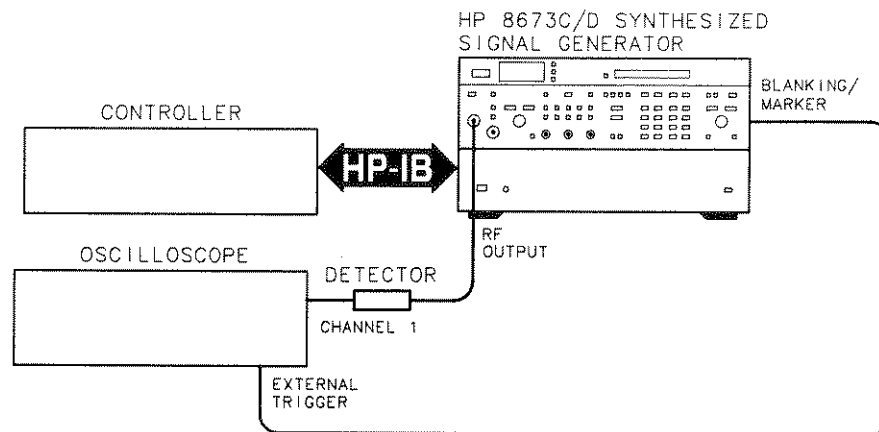 HP 8673C/D SYNTHESIZED
SIGNAL GENERATOR
BLANKING/
MARKER
CONTROLLER
HP-IB
RF
OUTPUT
OSCILLOSCOPE
DETECTOR
CHANNEL 1
EXTERNAL
TRIGGER